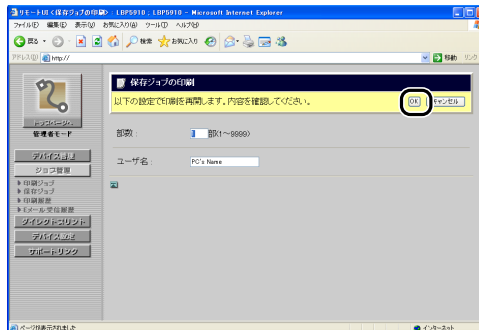 リモートUI <保存ジョブの印刷> : LBP5910 ; LBP5910 - Microsoft Internet Explorer
ファイル(F) 編集(E) 表示(V) お気に入り(A) ツール(T) ヘルプ(H)
戻る 検索 お気に入り
アドレス(D) http:// 移動 リンク
保存ジョブの印刷
以下の設定で印刷を再開します。内容を確認してください。 OK キャンセル
トップページへ
管理者モード
デバイス管理
ジョブ管理
印刷ジョブ
保存ジョブ
印刷履歴
Eメール受信履歴
ダイレクトプリント
デバイス設定
サポートリンク
部数: 1 部(1~9999)
ユーザ名: PC's Name
ページが表示されました インターネット